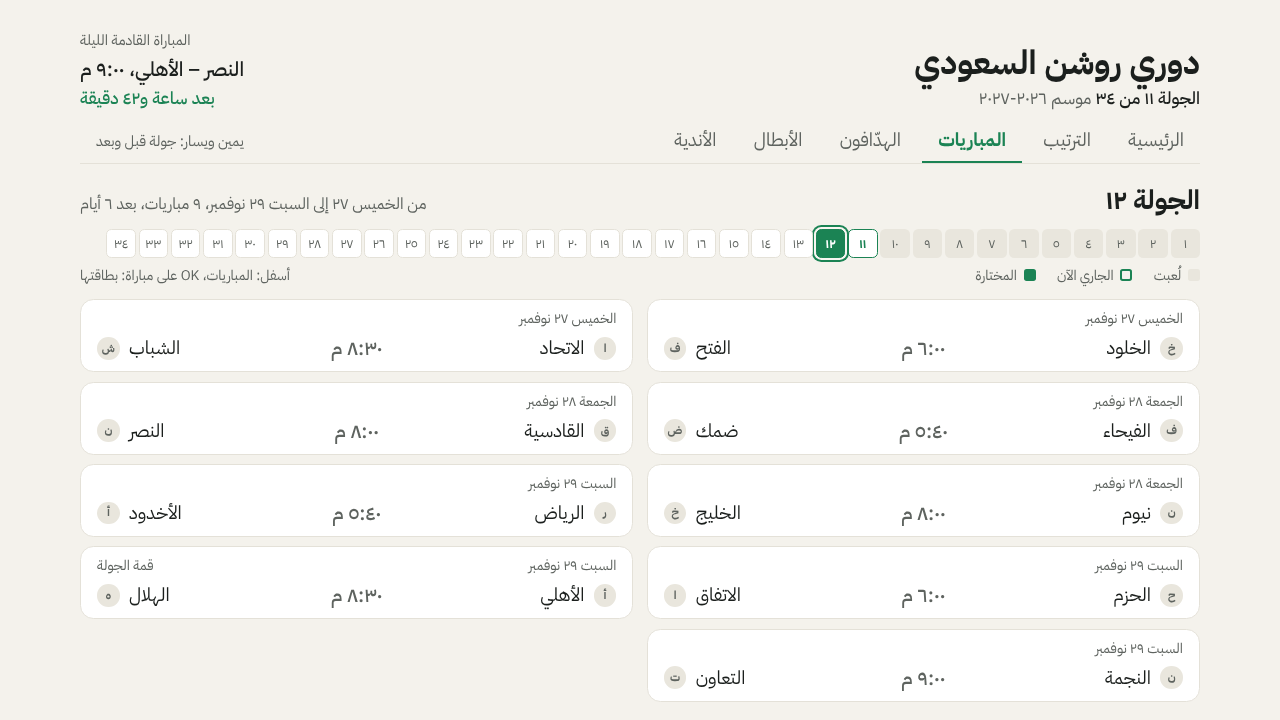 دوري روشن السعودي
الجولة ١١ من ٣٤ موسم ٢٠٢٦-٢٠٢٧
المباراة القادمة الليلة
النصر – الأهلي، ٩:٠٠ م
بعد ساعة و٤٢ دقيقة
الرئيسية الترتيب المباريات الهدّافون الأبطال الأندية
يمين ويسار: جولة قبل وبعد
الجولة ١٢
من الخميس ٢٧ إلى السبت ٢٩ نوفمبر، ٩ مباريات، بعد ٦ أيام
١ ٢ ٣ ٤ ٥ ٦ ٧ ٨ ٩ ١٠ ١١ ١٢ ١٣ ١٤ ١٥ ١٦ ١٧ ١٨ ١٩ ٢٠ ٢١ ٢٢ ٢٣ ٢٤ ٢٥ ٢٦ ٢٧ ٢٨ ٢٩ ٣٠ ٣١ ٣٢ ٣٣ ٣٤
لُعبت الجاري الآن المختارة
أسفل: المباريات، OK على مباراة: بطاقتها
الخميس ٢٧ نوفمبر
خ الخلود ٦:٠٠ م الفتح ف
الخميس ٢٧ نوفمبر
ا الاتحاد ٨:٣٠ م الشباب ش
الجمعة ٢٨ نوفمبر
ف الفيحاء ٥:٤٠ م ضمك ض
الجمعة ٢٨ نوفمبر
ق القادسية ٨:٠٠ م النصر ن
الجمعة ٢٨ نوفمبر
ن نيوم ٨:٠٠ م الخليج خ
السبت ٢٩ نوفمبر
ر الرياض ٥:٤٠ م الأخدود أ
السبت ٢٩ نوفمبر
ح الحزم ٦:٠٠ م الاتفاق ا
السبت ٢٩ نوفمبر قمة الجولة
أ الأهلي ٨:٣٠ م الهلال ه
السبت ٢٩ نوفمبر
ن النجمة ٩:٠٠ م التعاون ت